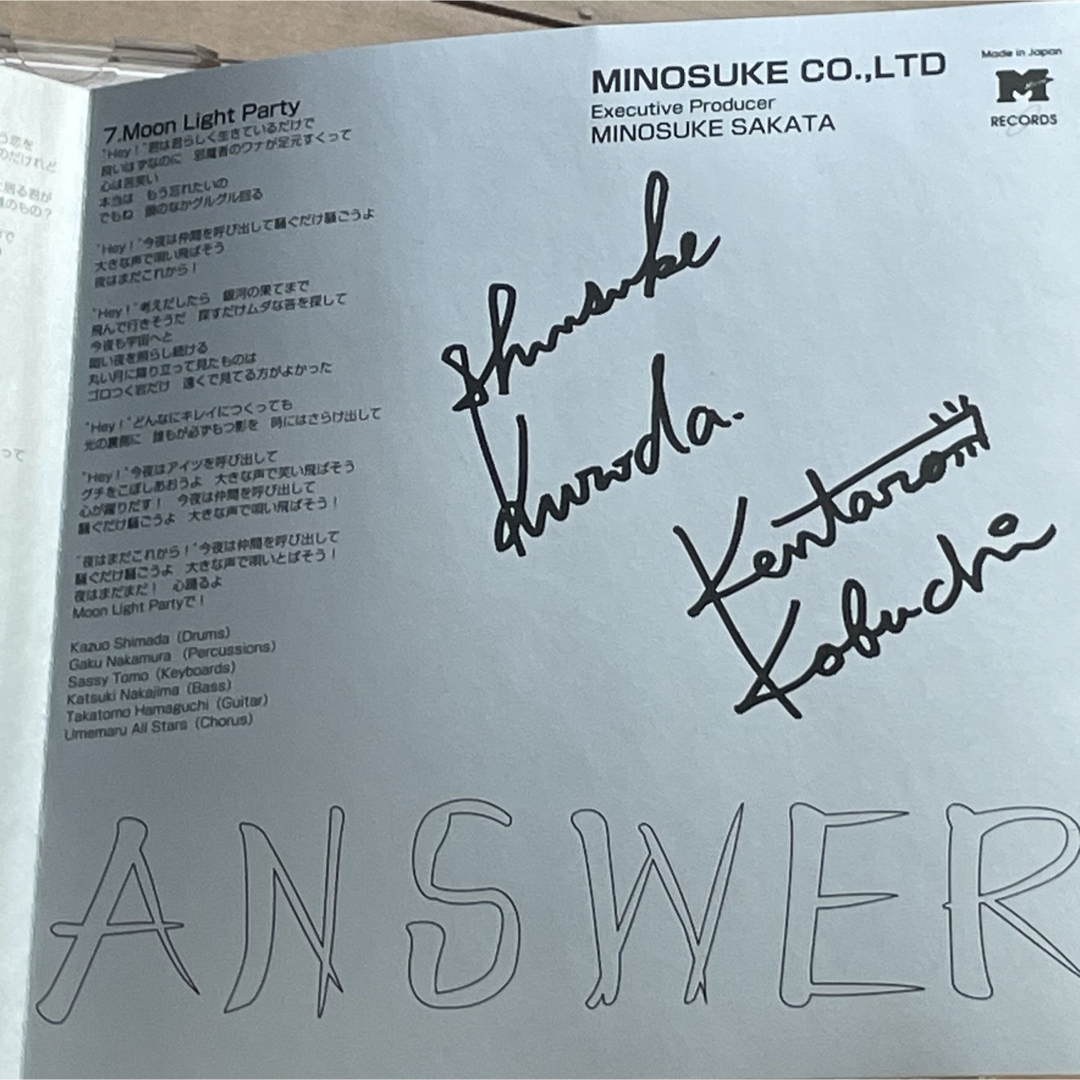 7.Moon Light Party
"Hey！"君は君らしく生きているだけで
良いはずなのに　邪魔者のワナが足元すくって
心は苦笑い
本当は　もう忘れたいの
でもね　頭のなかグルグル回る
"Hey！"今夜は仲間を呼び出して騒ぐだけ騒ごうよ
大きな声で唄い飛ばそう
夜はまだこれから！
"Hey！"考えだしたら　銀河の果てまで
飛んで行きそうだ　探すだけムダな答を探して
今夜も宇宙へと
暗い夜を照らし続ける
丸い月に降り立って見たものは
ゴロつく岩だけ　遠くで見てる方がよかった
"Hey！"どんなにキレイにつくっても
光の裏側に　誰もが必ずもつ影を　時にはさらけ出して
"Hey！"今夜はアイツを呼び出して
グチをこぼしあおうよ　大きな声で笑い飛ばそう
心が躍りだす！　今夜は仲間を呼び出して
騒ぐだけ騒ごうよ　大きな声で唄い飛ばそう！
"夜はまだこれから！"今夜は仲間を呼び出して
騒ぐだけ騒ごうよ　大きな声で唄いとばそう！
夜はまだまだ！　心踊るよ
Moon Light Partyで！
Kazuo Shimada（Drums）
Gaku Nakamura （Percussions）
Sassy Tomo（Keyboards）
Katsuki Nakajima（Bass）
Takatomo Hamaguchi（Guitar）
Umemaru All Stars（Chorus）
MINOSUKE CO.,LTD
Executive Producer
MINOSUKE SAKATA
Made in Japan
M
RECORDS
Shunsuke
Kuroda.
Kentaro
Kobuchi
ANSWER